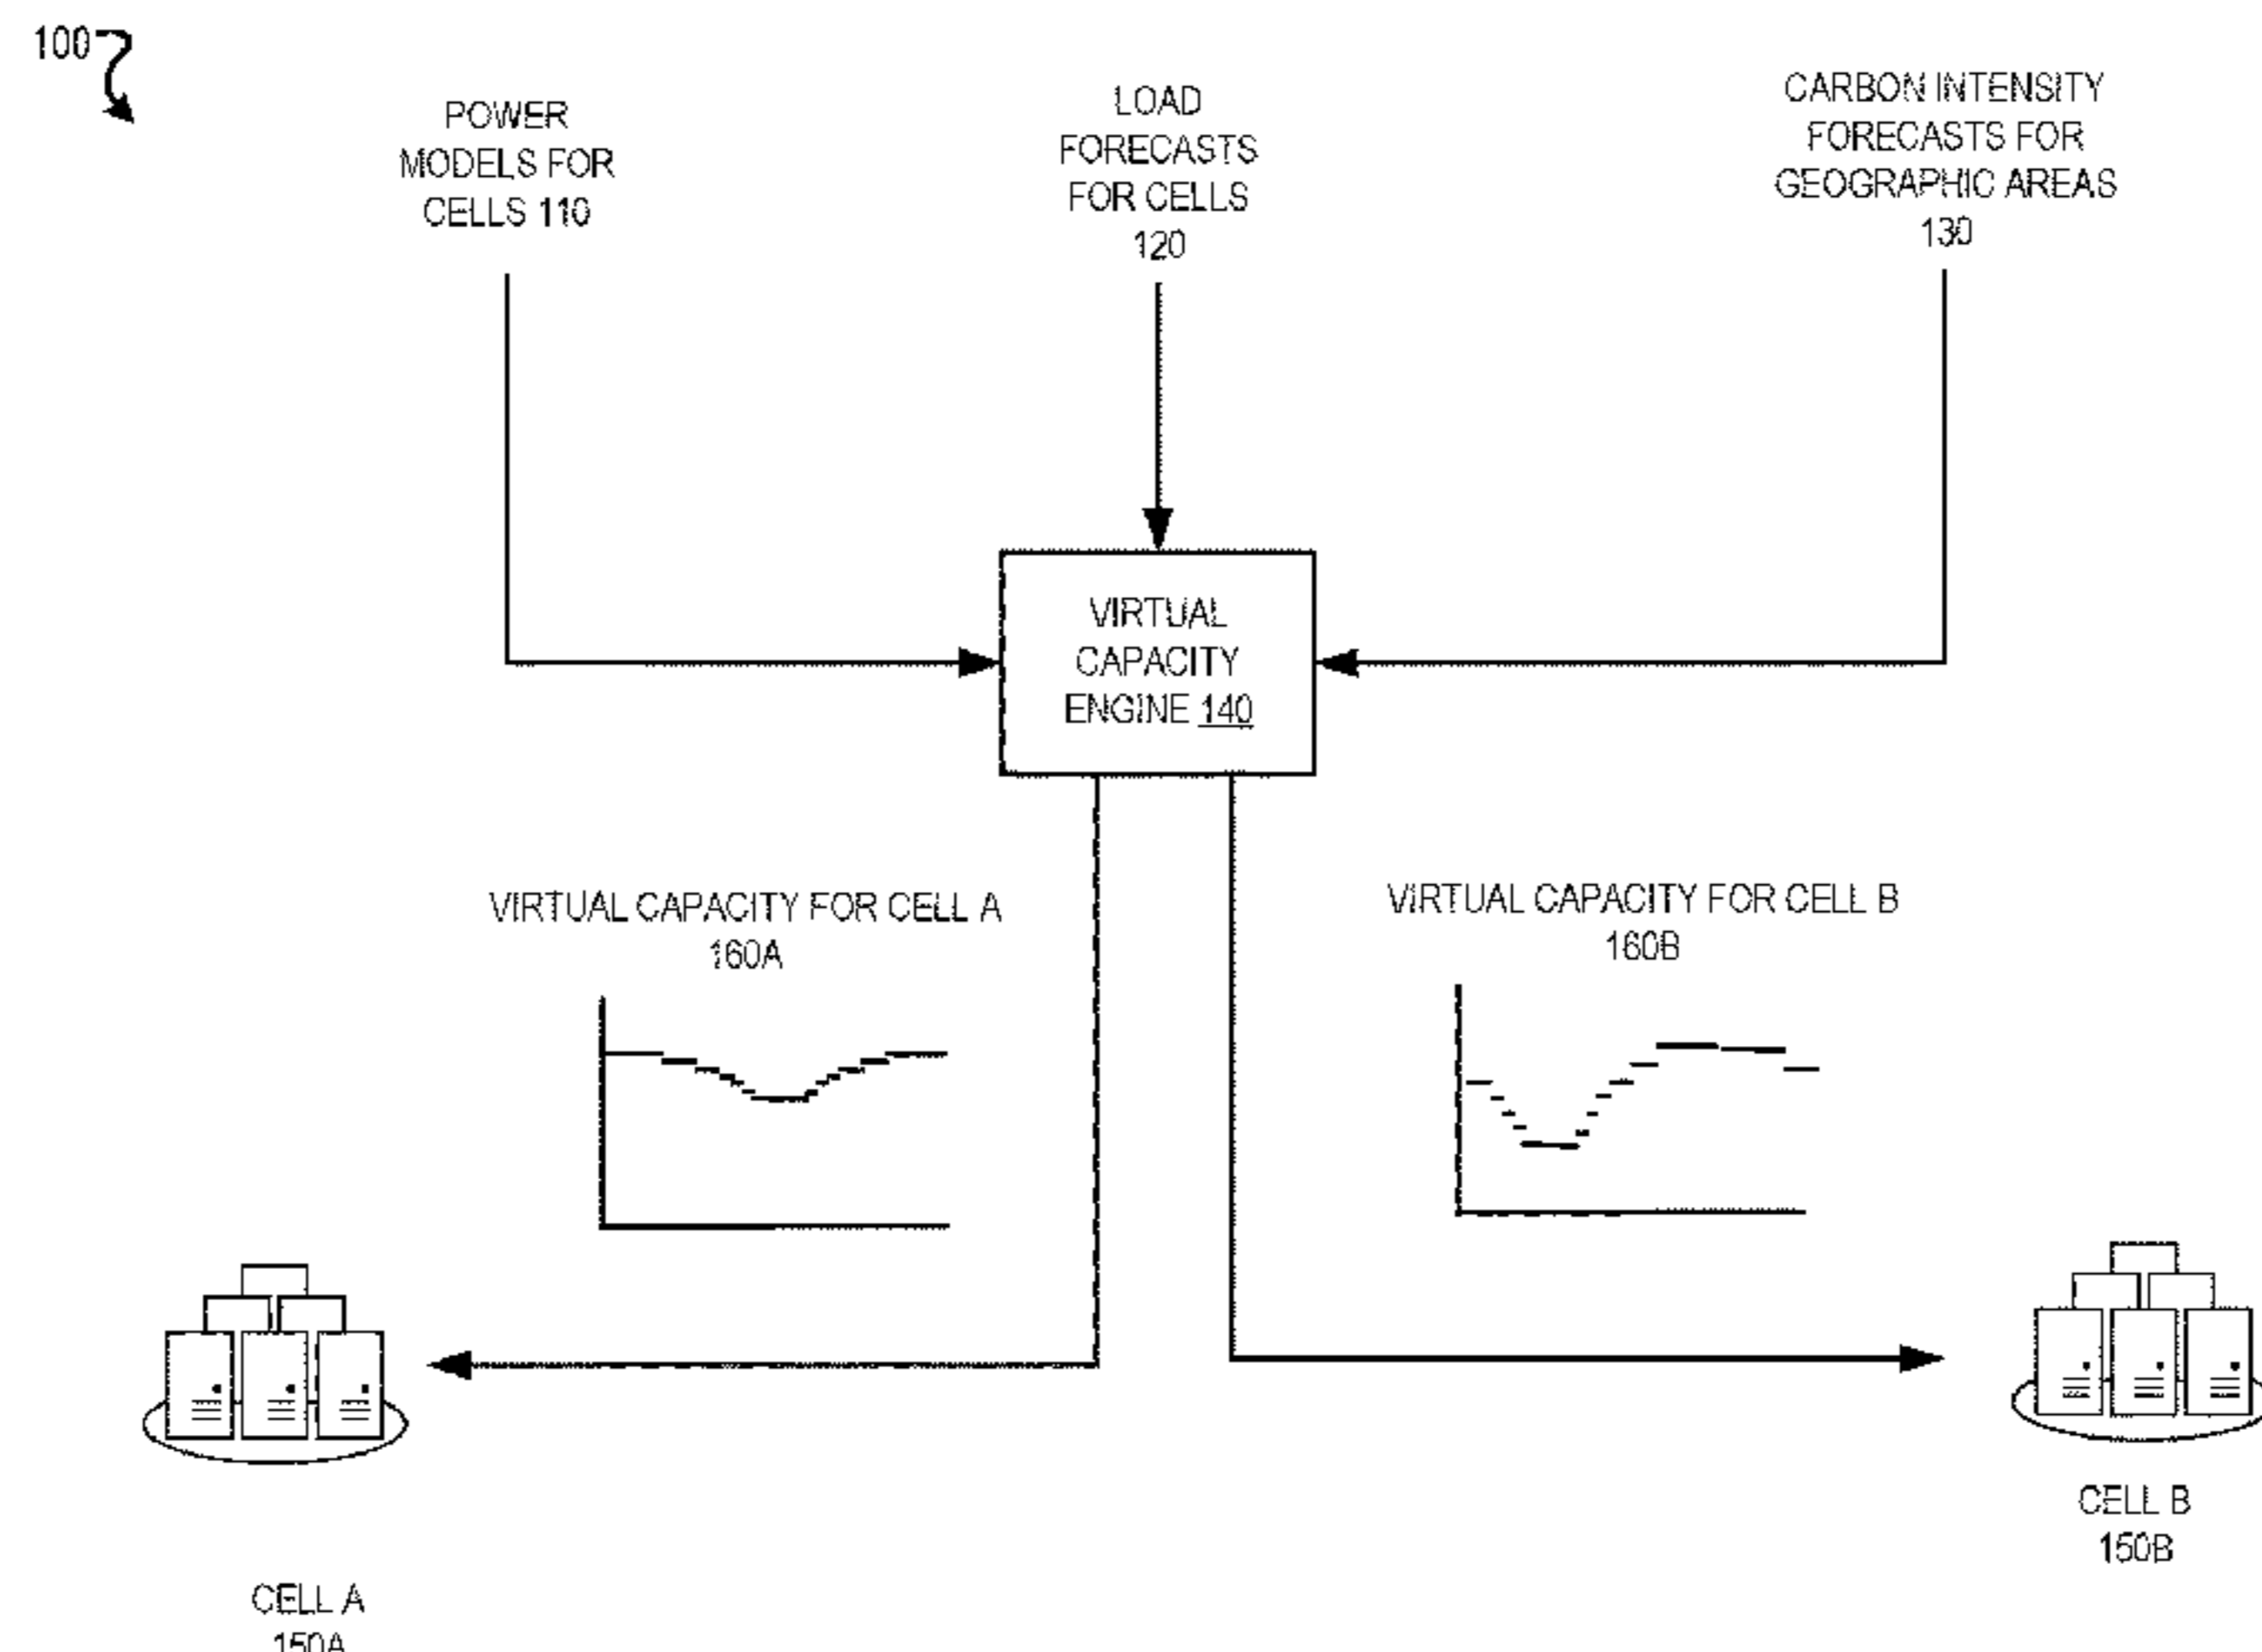 100
POWER
MODELS FOR
CELLS 110
LOAD
FORECASTS
FOR CELLS
120
CARBON INTENSITY
FORECASTS FOR
GEOGRAPHIC AREAS
130
VIRTUAL
CAPACITY
ENGINE 140
VIRTUAL CAPACITY FOR CELL A
160A
VIRTUAL CAPACITY FOR CELL B
160B
CELL B
150B
CELL A
150A